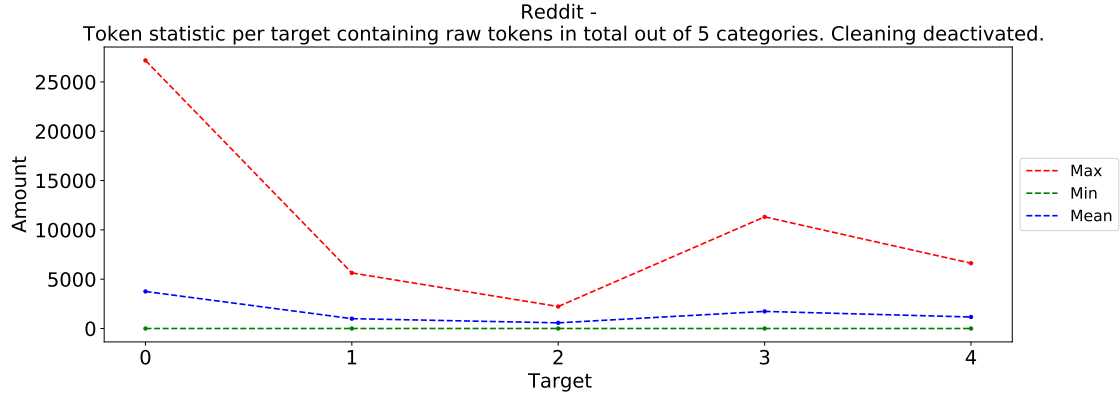 Reddit -
Token statistic per target containing raw tokens in total out of 5 categories. Cleaning deactivated.
25000
20000
15000
10000
5000
0
Amount
0 1 2 3 4
Target
Max
Min
Mean